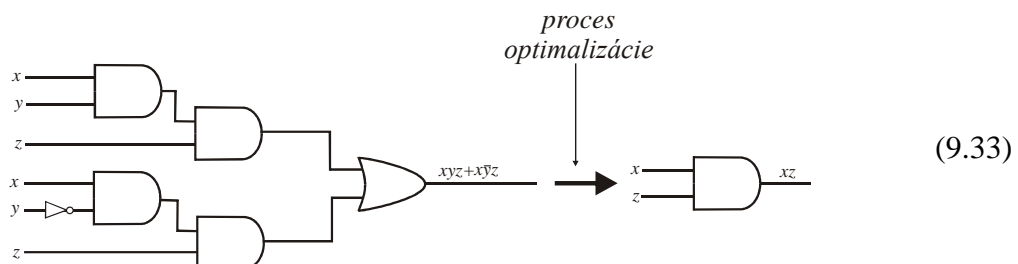 proces
optimalizácie
x
y
z
x
y
z
xyz+xȳz
x
z
xz
(9.33)